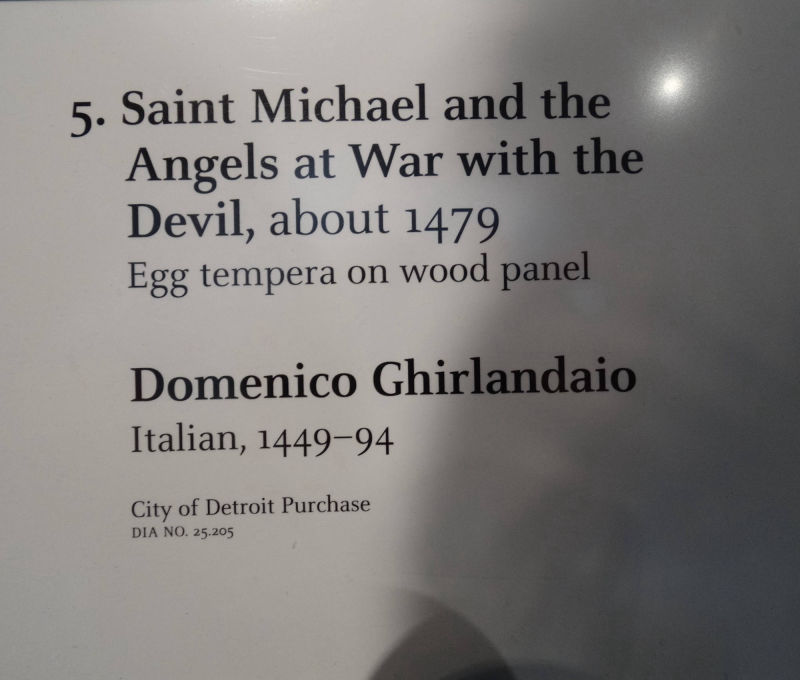 5. Saint Michael and the
Angels at War with the
Devil, about 1479
Egg tempera on wood panel
Domenico Ghirlandaio
Italian, 1449–94
City of Detroit Purchase
DIA NO. 25.205